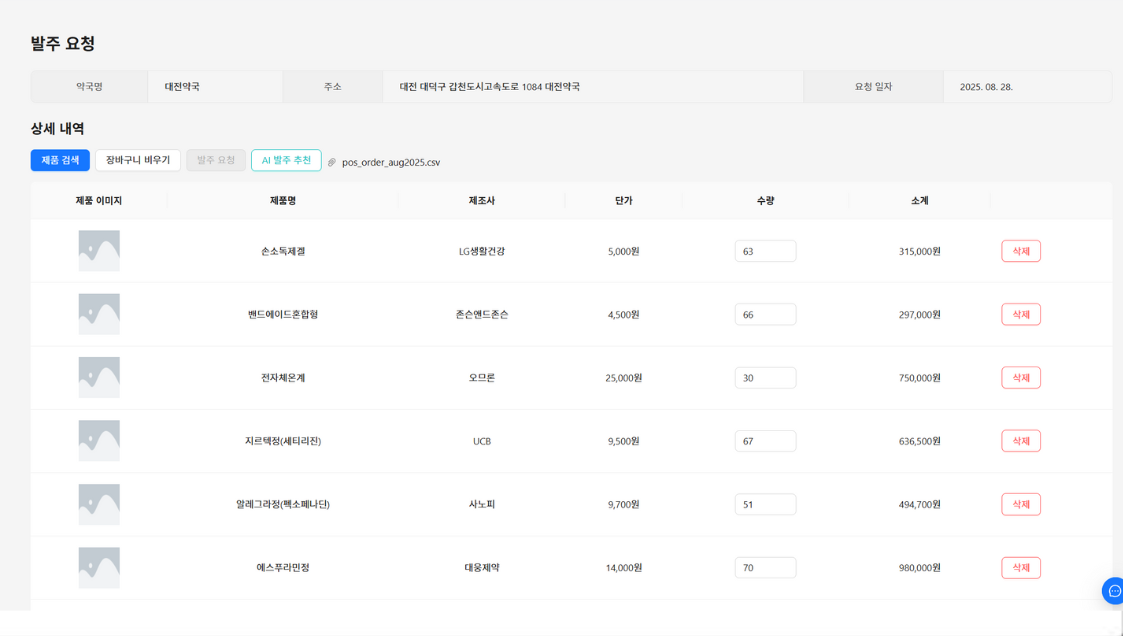 발주 요청
약국명 대전약국 주소 대전 대덕구 갑천도시고속도로 1084 대전약국 요청 일자 2025. 08. 28.
상세 내역
제품 검색 장바구니 비우기 발주 요청 AI 발주 추천 pos_order_aug2025.csv
제품 이미지 제품명 제조사 단가 수량 소계
손소독제겔 LG생활건강 5,000원 63 315,000원 삭제
밴드에이드혼합형 존슨앤드존슨 4,500원 66 297,000원 삭제
전자체온계 오므론 25,000원 30 750,000원 삭제
지르텍정(세티리진) UCB 9,500원 67 636,500원 삭제
알레그라정(펙소페나딘) 사노피 9,700원 51 494,700원 삭제
에스푸라민정 대웅제약 14,000원 70 980,000원 삭제